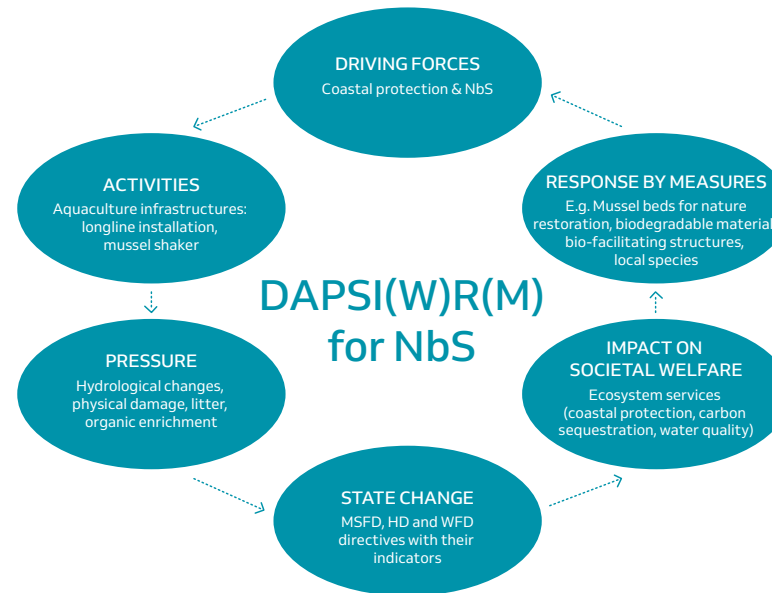 DRIVING FORCES
Coastal protection & NbS
ACTIVITIES
Aquaculture infrastructures:
longline installation,
mussel shaker
RESPONSE BY MEASURES
E.g. Mussel beds for nature
restoration, biodegradable material
bio-facilitating structures,
local species
DAPSI(W)R(M)
for NbS
PRESSURE
Hydrological changes,
physical damage, litter,
organic enrichment
IMPACT ON
SOCIETAL WELFARE
Ecosystem services
(coastal protection, carbon
sequestration, water quality)
STATE CHANGE
MSFD, HD and WFD
directives with their
indicators